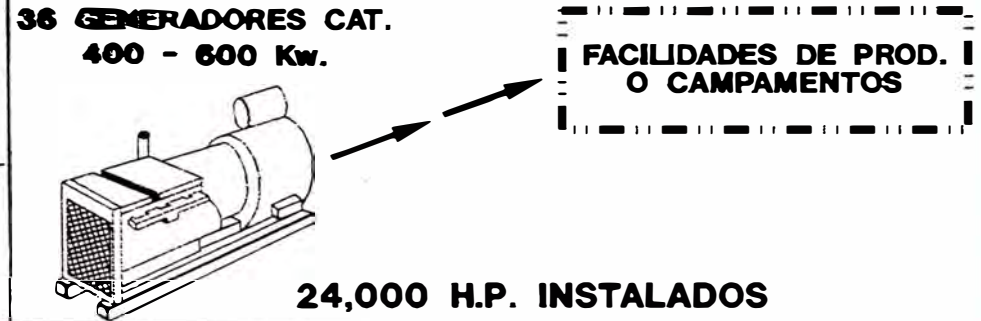 36 GENERADORES CAT.
400 - 600 Kw.
FACILIDADES DE PROD.
O CAMPAMENTOS
24,000 H.P. INSTALADOS